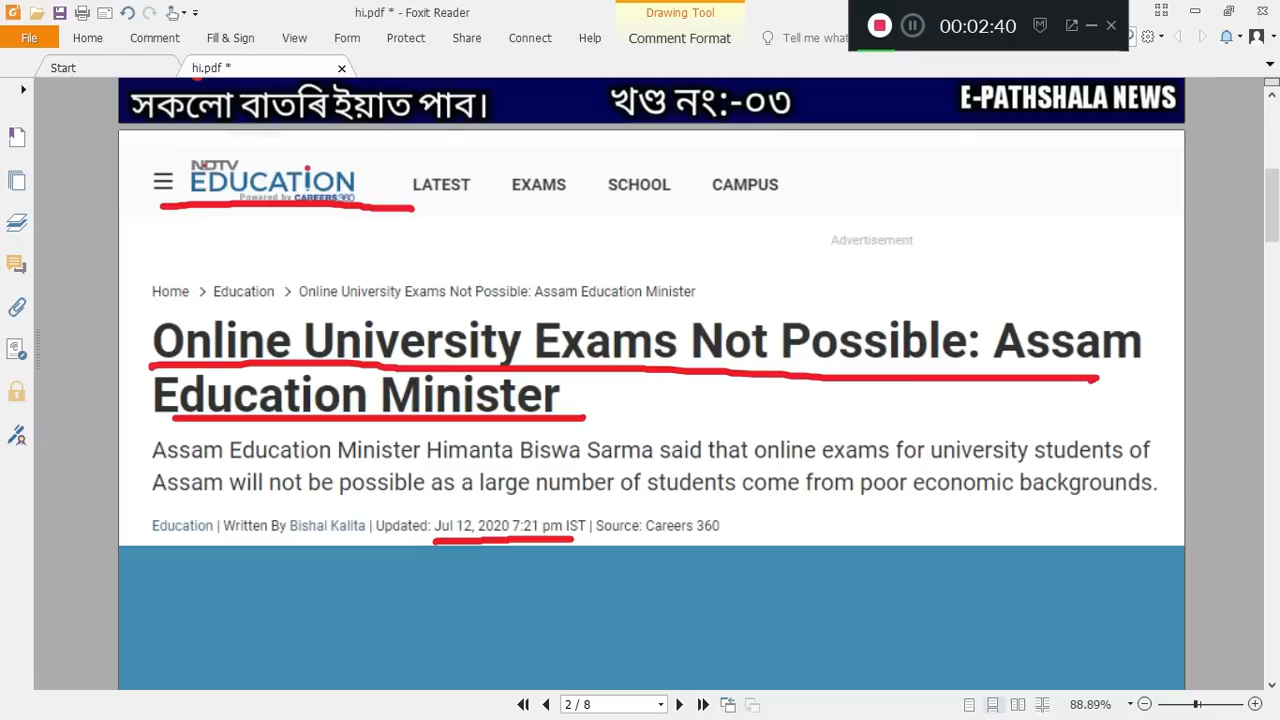 hi.pdf * - Foxit Reader
Drawing Tool
00:02:40
File Home Comment Fill & Sign View Form Protect Share Connect Help Comment Format Tell me what
Start hi.pdf *
সকলো বাতৰি ইয়াত পাব। খণ্ড নং:-০৩ E-PATHSHALA NEWS
NDTV
EDUCATION
Powered by CAREERS360
LATEST EXAMS SCHOOL CAMPUS
Advertisement
Home > Education > Online University Exams Not Possible: Assam Education Minister
Online University Exams Not Possible: Assam
Education Minister
Assam Education Minister Himanta Biswa Sarma said that online exams for university students of
Assam will not be possible as a large number of students come from poor economic backgrounds.
Education | Written By Bishal Kalita | Updated: Jul 12, 2020 7:21 pm IST | Source: Careers 360
2 / 8 88.89%